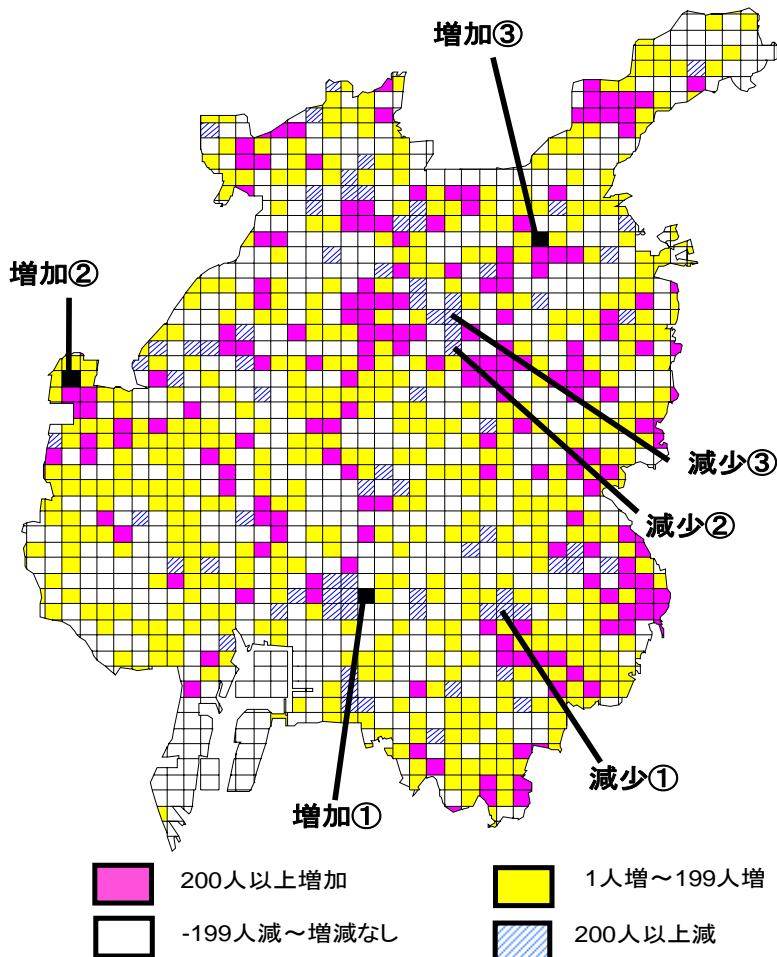 増加③
増加②
減少③
減少②
減少①
増加①
200人以上増加
1人増～199人増
-199人減～増減なし
200人以上減